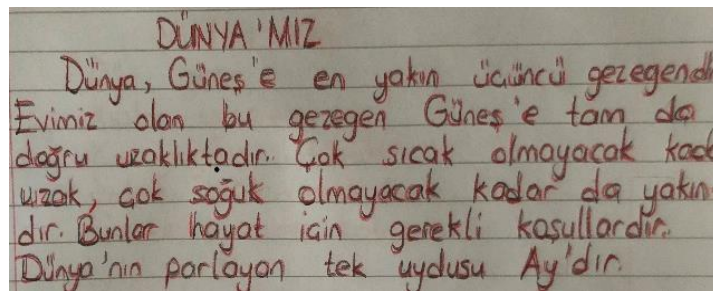 DÜNYA'MIZ
Dünya, Güneş'e en yakın üçüncü gezegendi
Evimiz olan bu gezegen Güneş'e tam da
doğru uzaklıktadır. Çok sıcak olmayacak kad
uzak, çok soğuk olmayacak kadar da yakın
dır. Bunlar hayat için gerekli koşullardır.
Dünya'nın parlayan tek uydusu Ay'dır.